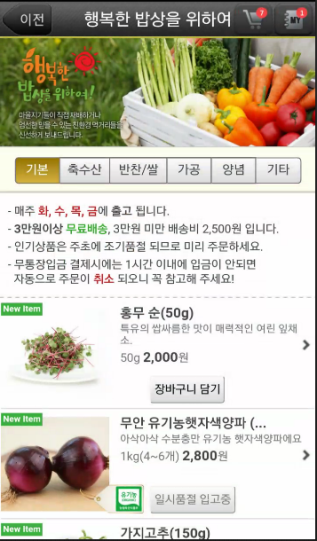 이전
행복한 밥상을 위하여
7
MY
1
행복한
밥상을 위하여!
신선하게 보내드립니다.
기본
축수산
반찬/쌀
가공
양념
기타
- 매주 화, 수, 목, 금에 출고 됩니다.
- 3만원이상 무료배송, 3만원 미만 배송비 2,500원 입니다.
- 인기상품은 주초에 조기품절 되므로 미리 주문하세요.
- 무통장입금 결제시에는 1시간 이내에 입금이 안되면
자동으로 주문이 취소 되오니 꼭 참고해 주세요!
New Item
홍무 순(50g)
특유의 쌉싸름한 맛이 매력적인 여린 잎채
소.
50g 2,000원
장바구니 담기
New Item
무안 유기농햇자색양파 (...
아삭아삭 수분충만 유기농 햇자색양파에요
1kg(4~6개) 2,800원
유기농
일시품절 입고중
New Item
가지고추(150g)